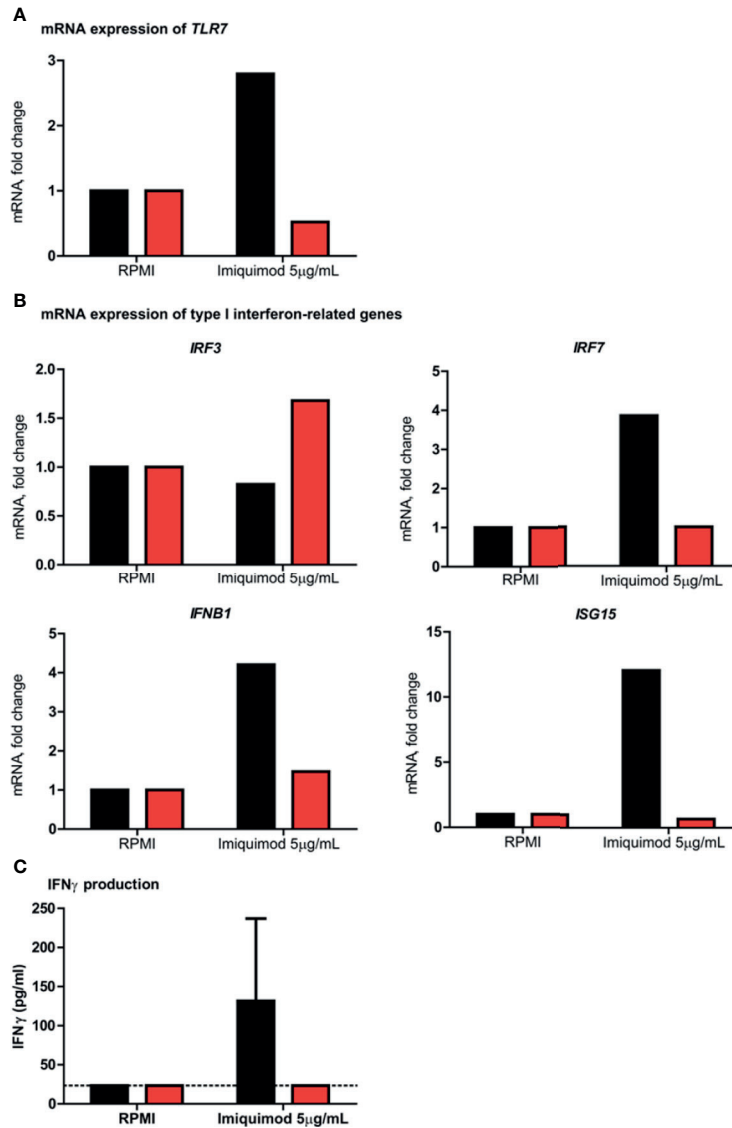 A
mRNA expression of TLR7
mRNA, fold change
3
2
1
0
RPMI
Imiquimod 5μg/mL
B
mRNA expression of type I interferon-related genes
IRF3
mRNA, fold change
2.0
1.5
1.0
0.5
0.0
RPMI
Imiquimod 5μg/mL
IRF7
mRNA, fold change
5
4
3
2
1
0
RPMI
Imiquimod 5μg/mL
IFNB1
mRNA, fold change
5
4
3
2
1
0
RPMI
Imiquimod 5μg/mL
ISG15
mRNA, fold change
15
10
5
0
RPMI
Imiquimod 5μg/mL
C
IFNγ production
IFNγ (pg/ml)
250
200
150
100
50
0
RPMI
Imiquimod 5μg/mL